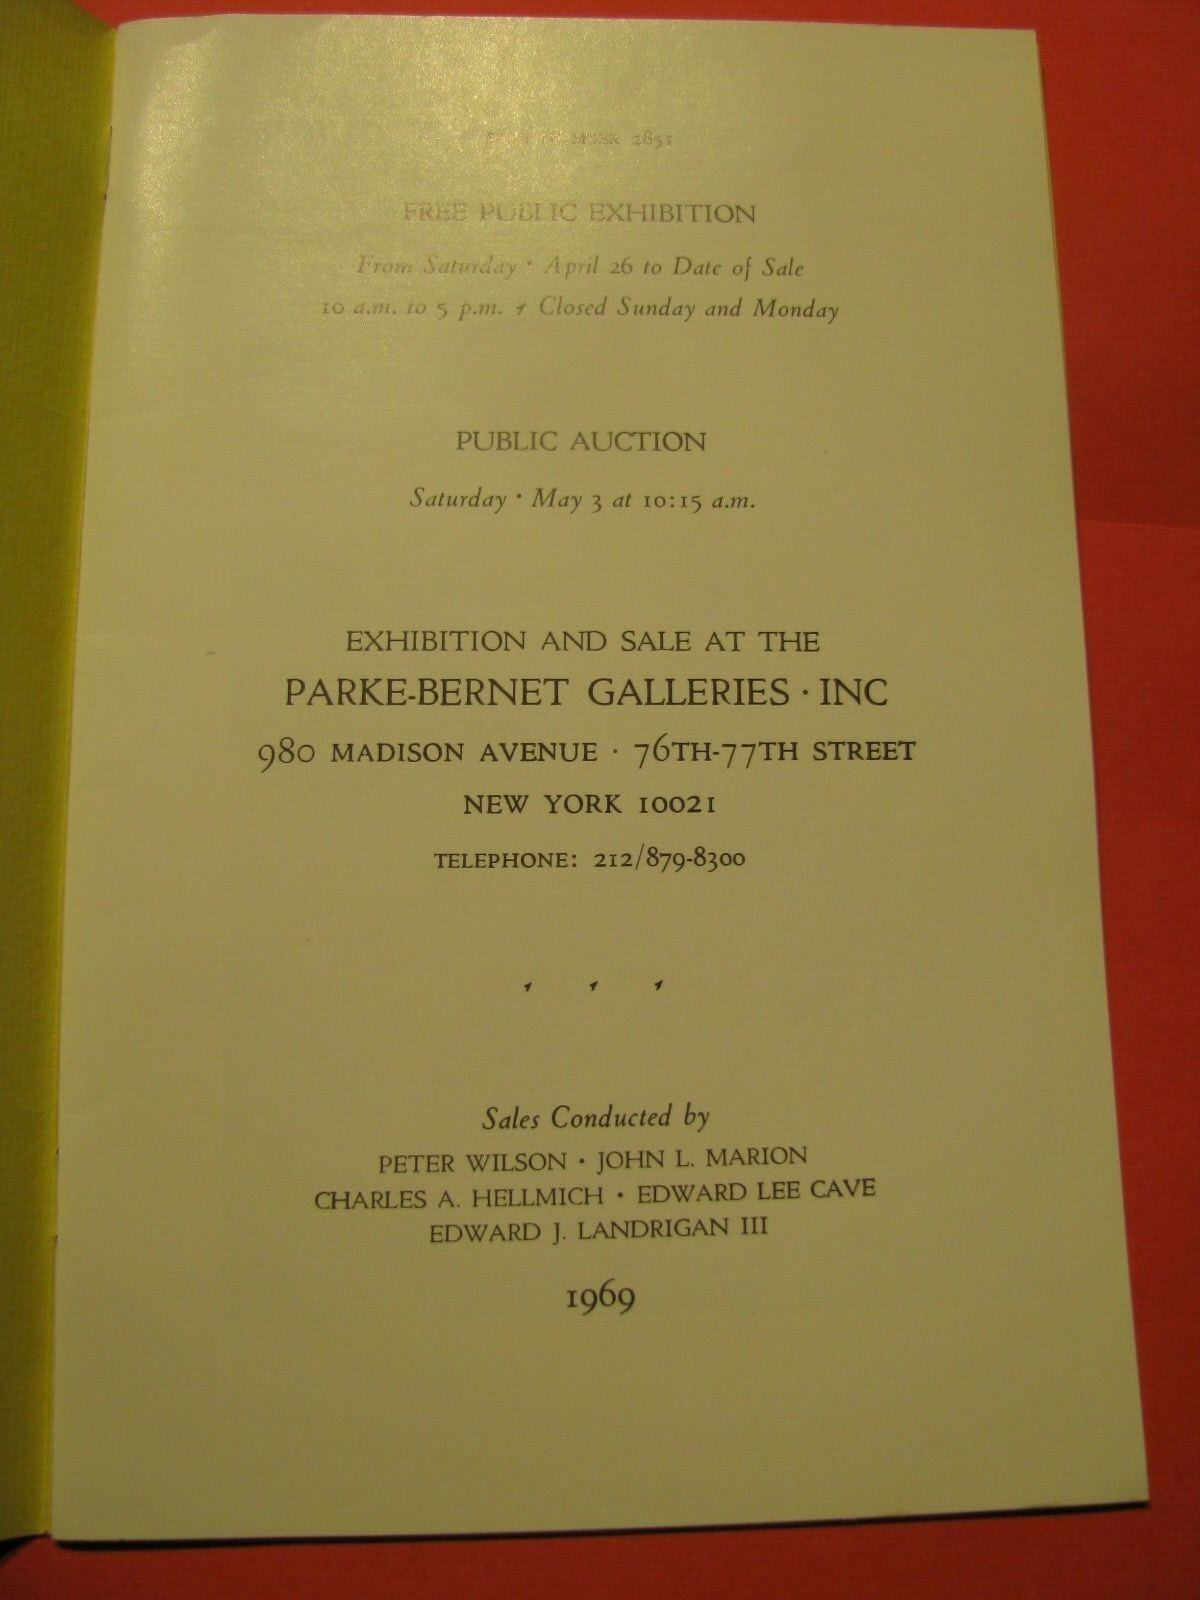 SALE NUMBER 2851
FREE PUBLIC EXHIBITION
From Saturday · April 26 to Date of Sale
10 a.m. to 5 p.m. Closed Sunday and Monday
PUBLIC AUCTION
Saturday · May 3 at 10:15 a.m.
EXHIBITION AND SALE AT THE
PARKE-BERNET GALLERIES · INC
980 MADISON AVENUE · 76TH-77TH STREET
NEW YORK 10021
TELEPHONE: 212/879-8300
Sales Conducted by
PETER WILSON · JOHN L. MARION
CHARLES A. HELLMICH · EDWARD LEE CAVE
EDWARD J. LANDRIGAN III
1969